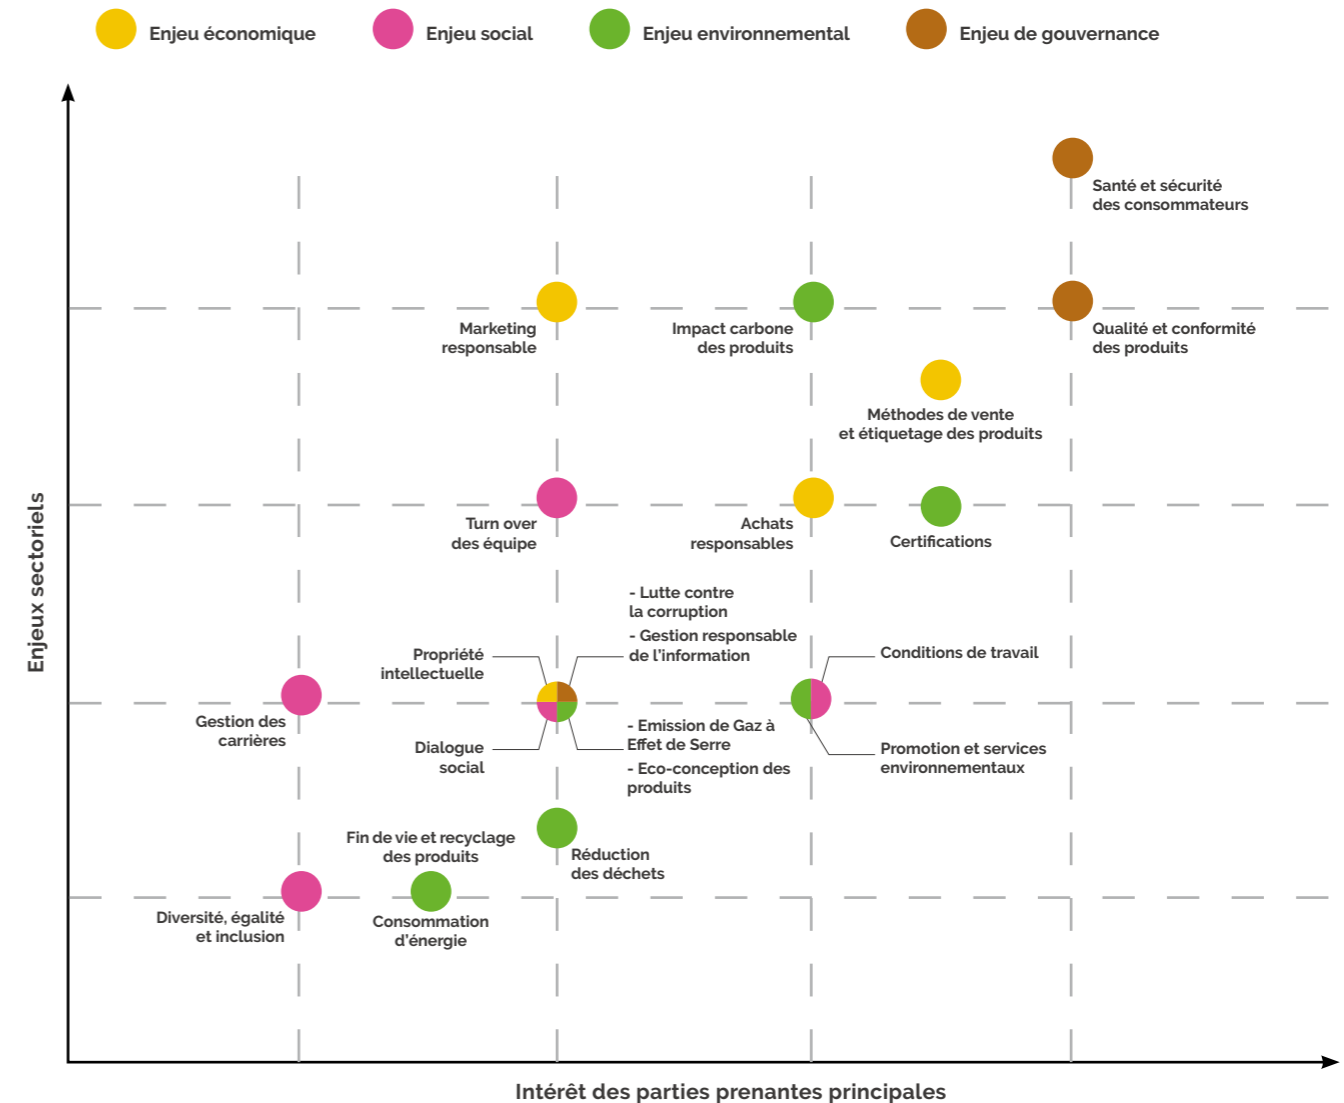 Enjeu économique
Enjeu social
Enjeu environnemental
Enjeu de gouvernance
Santé et sécurité
des consommateurs
Marketing
responsable
Impact carbone
des produits
Qualité et conformité
des produits
Méthodes de vente
et étiquetage des produits
Turn over
des équipe
Achats
responsables
Certifications
Enjeux sectoriels
- Lutte contre
la corruption
- Gestion responsable
de l'information
Propriété
intellectuelle
Conditions de travail
Gestion des
carrières
Dialogue
social
- Emission de Gaz à
Effet de Serre
- Eco-conception des
produits
Promotion et services
environnementaux
Fin de vie et recyclage
des produits
Réduction
des déchets
Diversité, égalité
et inclusion
Consommation
d'énergie
Intérêt des parties prenantes principales